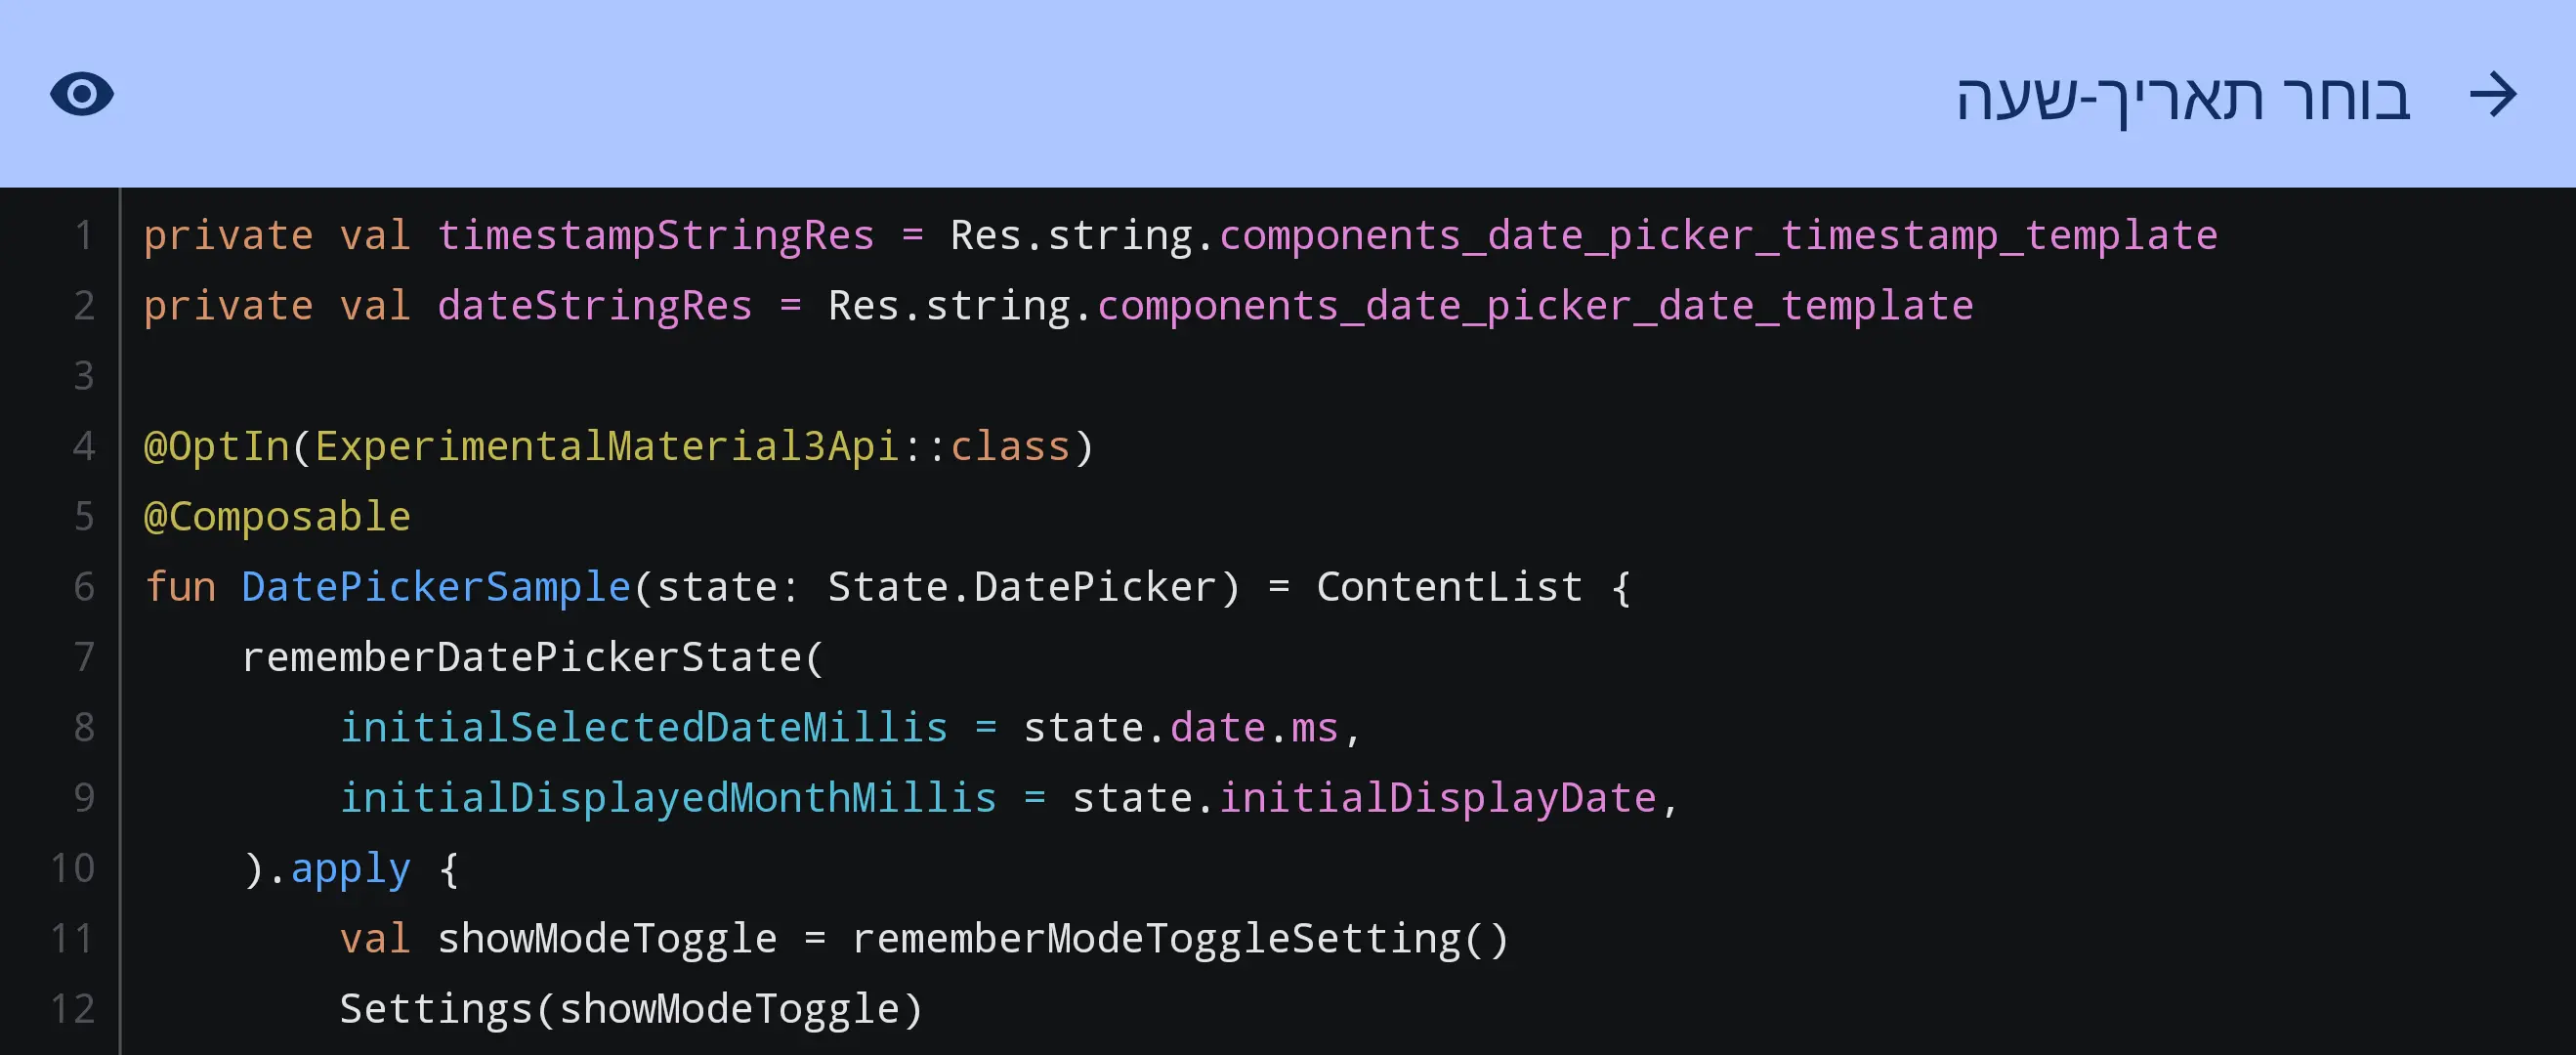 בוחר תאריך-שעה
1 private val timestampStringRes = Res.string.components_date_picker_timestamp_template
2 private val dateStringRes = Res.string.components_date_picker_date_template
3
4 @OptIn(ExperimentalMaterial3Api::class)
5 @Composable
6 fun DatePickerSample(state: State.DatePicker) = ContentList {
7     rememberDatePickerState(
8         initialSelectedDateMillis = state.date.ms,
9         initialDisplayedMonthMillis = state.initialDisplayDate,
10     ).apply {
11         val showModeToggle = rememberModeToggleSetting()
12         Settings(showModeToggle)